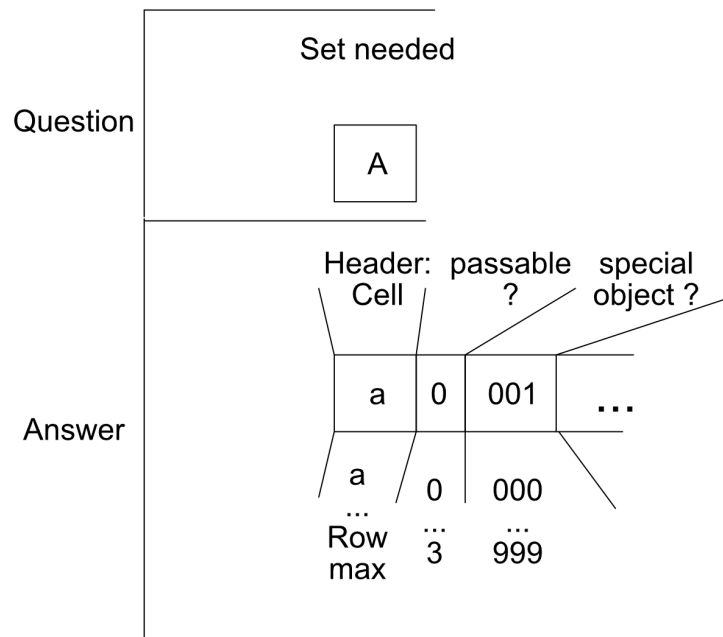 Set needed
Question
A
Header: passable special
Cell ? object ?
a 0 001 ...
Answer
a 0 000
... ... ...
Row 3 999
max